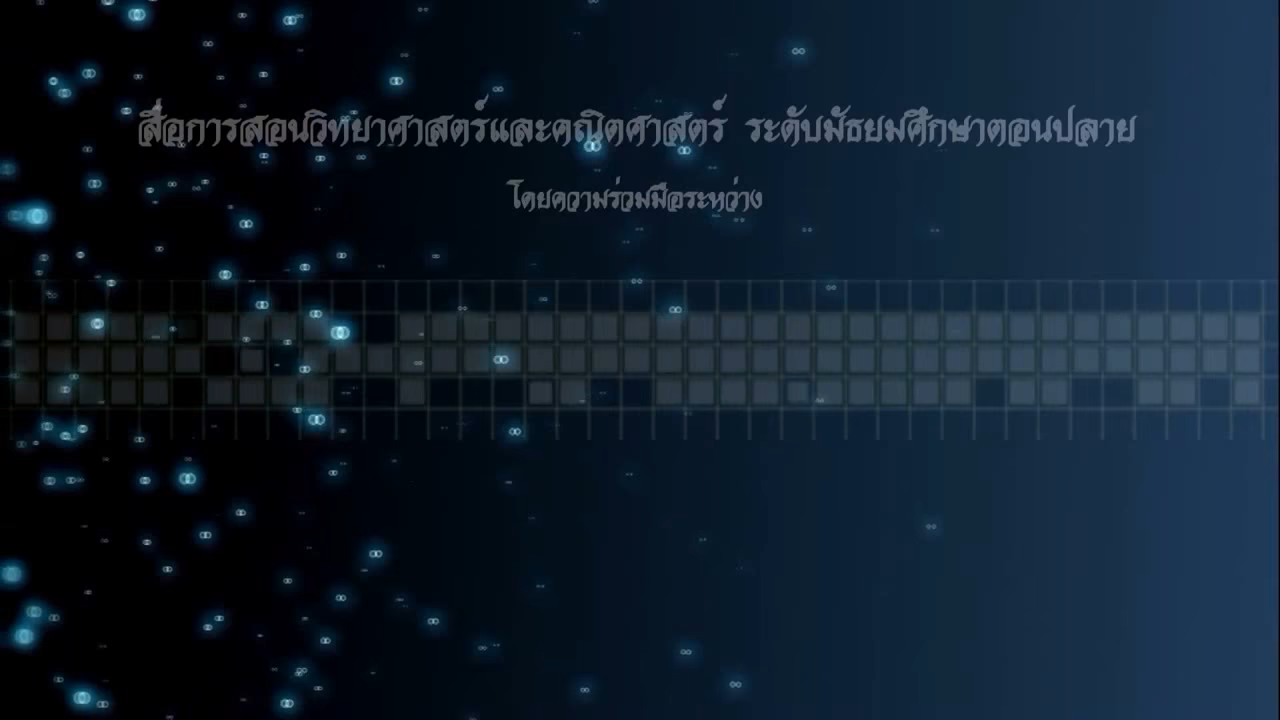 สื่อการสอนวิทยาศาสตร์และคณิตศาสตร์ ระดับมัธยมศึกษาตอนปลาย
โดยความร่วมมือระหว่าง